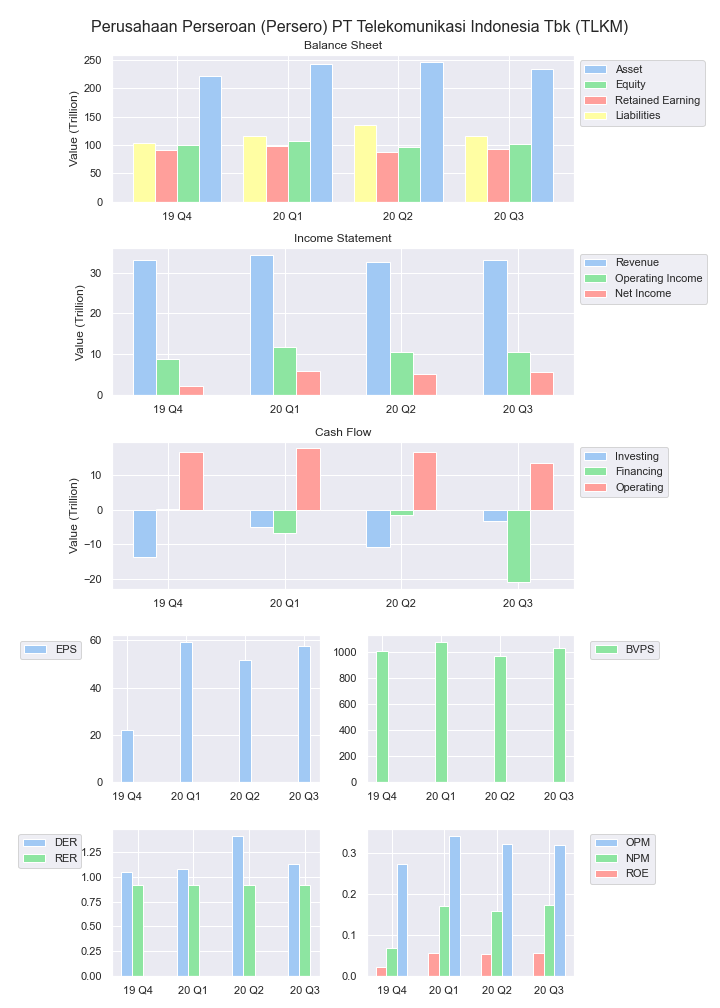 Perusahaan Perseroan (Persero) PT Telekomunikasi Indonesia Tbk (TLKM)
Balance Sheet
Value (Trillion)
250
200
150
100
50
0
19 Q4
20 Q1
20 Q2
20 Q3
Asset
Equity
Retained Earning
Liabilities
Income Statement
Value (Trillion)
30
20
10
0
19 Q4
20 Q1
20 Q2
20 Q3
Revenue
Operating Income
Net Income
Cash Flow
Value (Trillion)
10
0
−10
−20
19 Q4
20 Q1
20 Q2
20 Q3
Investing
Financing
Operating
EPS
60
40
20
0
19 Q4
20 Q1
20 Q2
20 Q3
1000
800
600
400
200
0
19 Q4
20 Q1
20 Q2
20 Q3
BVPS
DER
RER
1.25
1.00
0.75
0.50
0.25
0.00
19 Q4
20 Q1
20 Q2
20 Q3
0.3
0.2
0.1
0.0
19 Q4
20 Q1
20 Q2
20 Q3
OPM
NPM
ROE